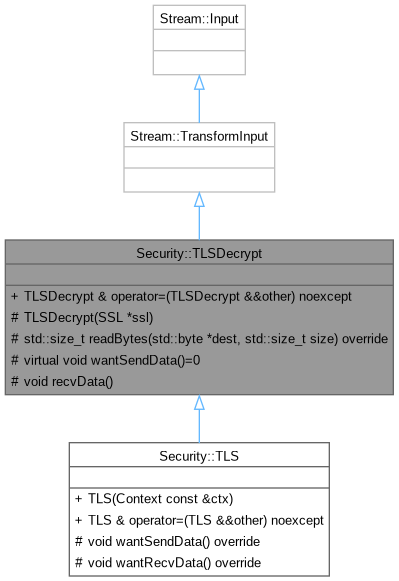 Stream::Input
Stream::TransformInput
Security::TLSDecrypt
+ TLSDecrypt & operator=(TLSDecrypt &&other) noexcept
# TLSDecrypt(SSL *ssl)
# std::size_t readBytes(std::byte *dest, std::size_t size) override
# virtual void wantSendData()=0
# void recvData()
Security::TLS
+ TLS(Context const &ctx)
+ TLS & operator=(TLS &&other) noexcept
# void wantSendData() override
# void wantRecvData() override